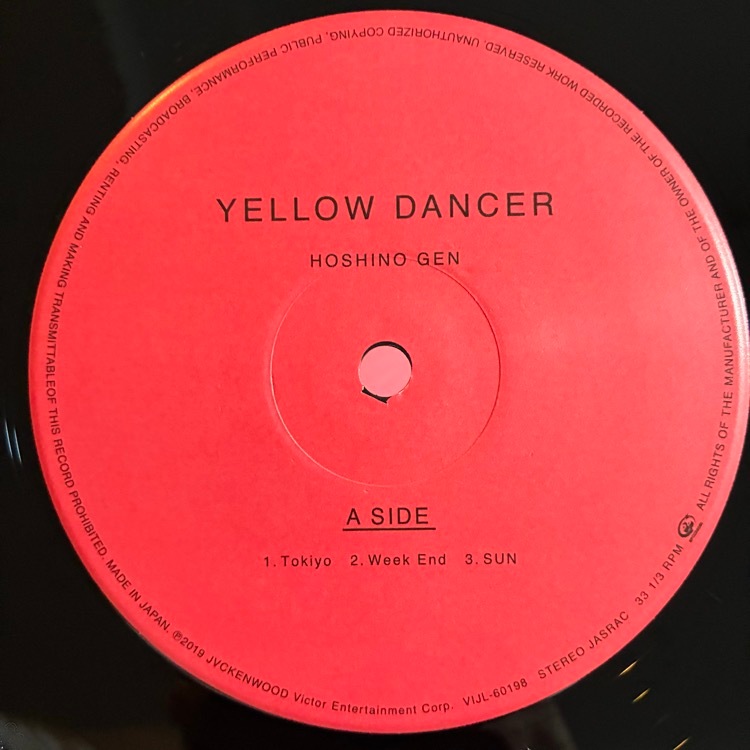 YELLOW DANCER
HOSHINO GEN
A SIDE
1. Tokiyo 2. Week End 3. SUN
ALL RIGHTS OF THE MANUFACTURER AND OF THE OWNER OF THE RECORDED WORK RESERVED. UNAUTHORIZED COPYING, PUBLIC PERFORMANCE, BROADCASTING, RENTING AND MAKING TRANSMITTABLEOF THIS RECORD PROHIBITED. MADE IN JAPAN. ℗2019 JVCKENWOOD Victor Entertainment Corp. VIJL-60198 STEREO JASRAC 33 1/3 RPM